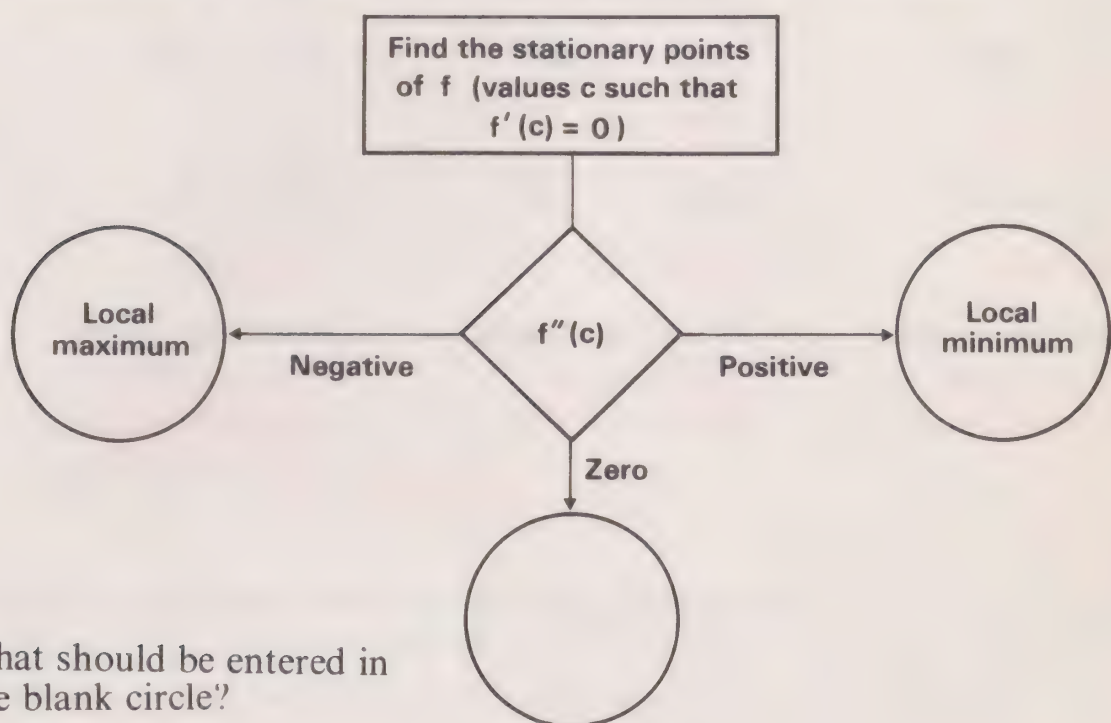 Find the stationary points
of f (values c such that
f′(c) = 0)
Local
maximum
Negative
f″(c)
Positive
Local
minimum
Zero
hat should be entered in
e blank circle?